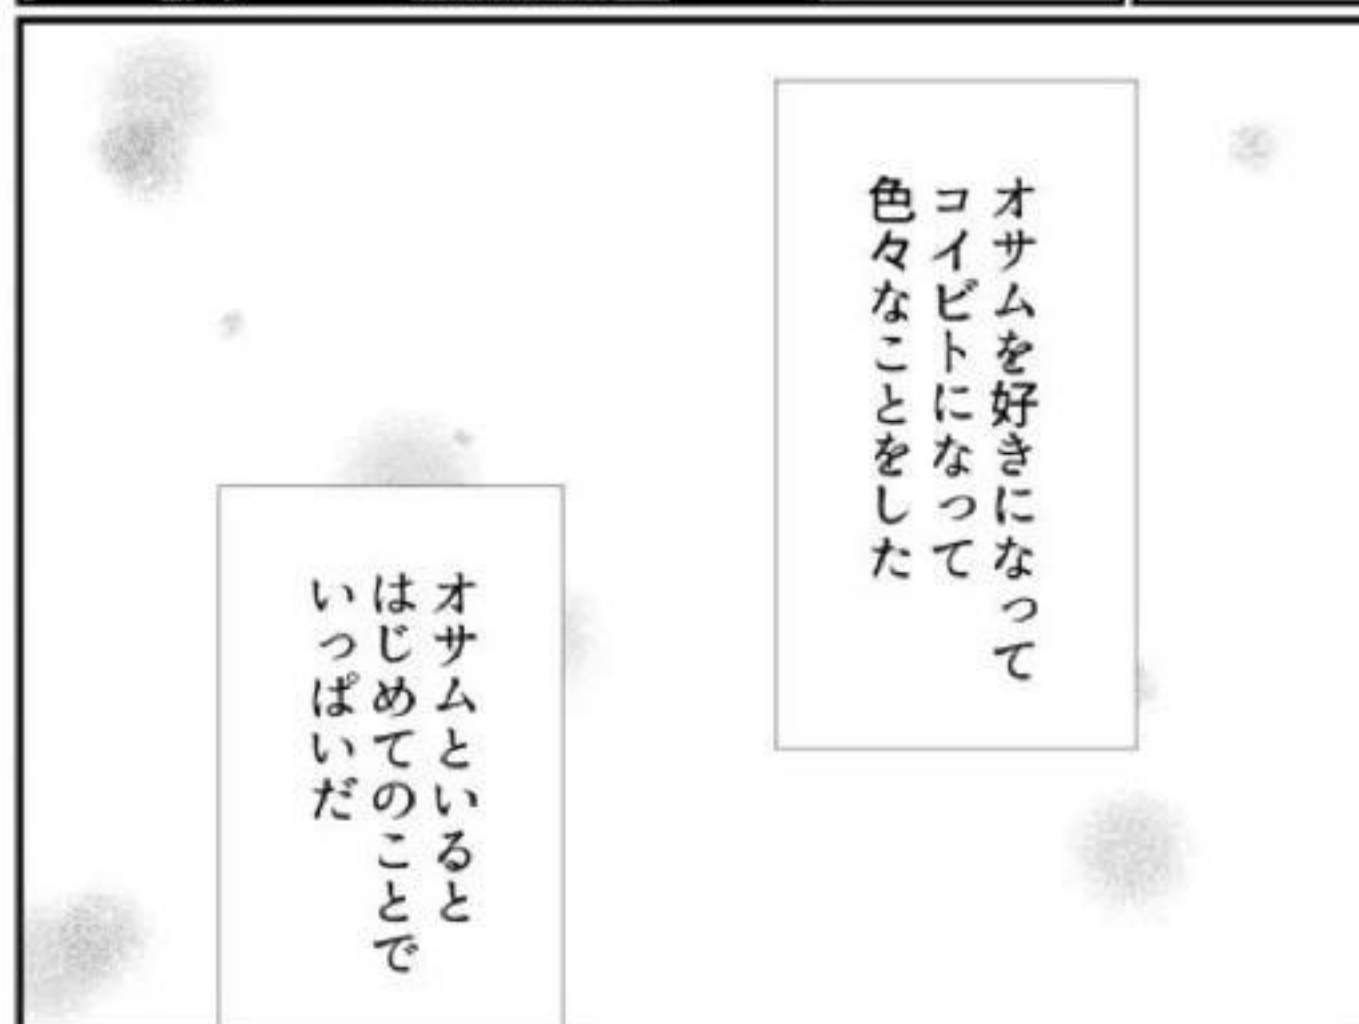 オサムを好きになって
コイビトになって
色々なことをした
オサムといると
はじめてのことで
いっぱいだ